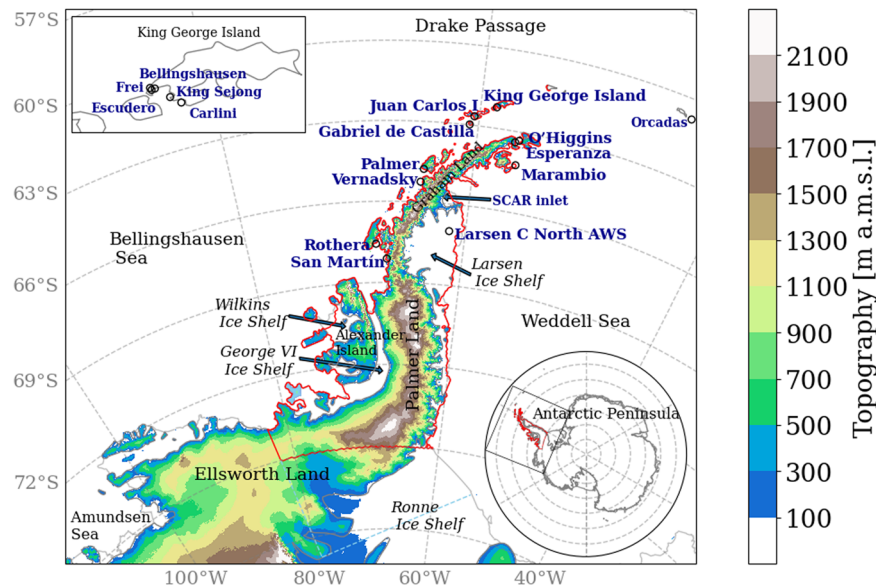 57°S
60°S
63°S
66°S
69°S
72°S
King George Island
Bellingshausen
Frei
King Sejong
Escudero
Carlini
Drake Passage
Juan Carlos I
King George Island
Gabriel de Castilla
Orcadas
O'Higgins
Esperanza
Palmer
Marambio
Vernadsky
Graham Land
SCAR inlet
Bellingshausen
Sea
Rothera
Larsen C North AWS
San Martín
Larsen
Ice Shelf
Wilkins
Ice Shelf
Weddell Sea
Alexander
Island
George VI
Ice Shelf
Palmer Land
Antarctic Peninsula
Ellsworth Land
Ronne
Ice Shelf
Amundsen
Sea
100°W
80°W
60°W
40°W
2100
1900
1700
1500
1300
1100
900
700
500
300
100
Topography [m a.m.s.l.]